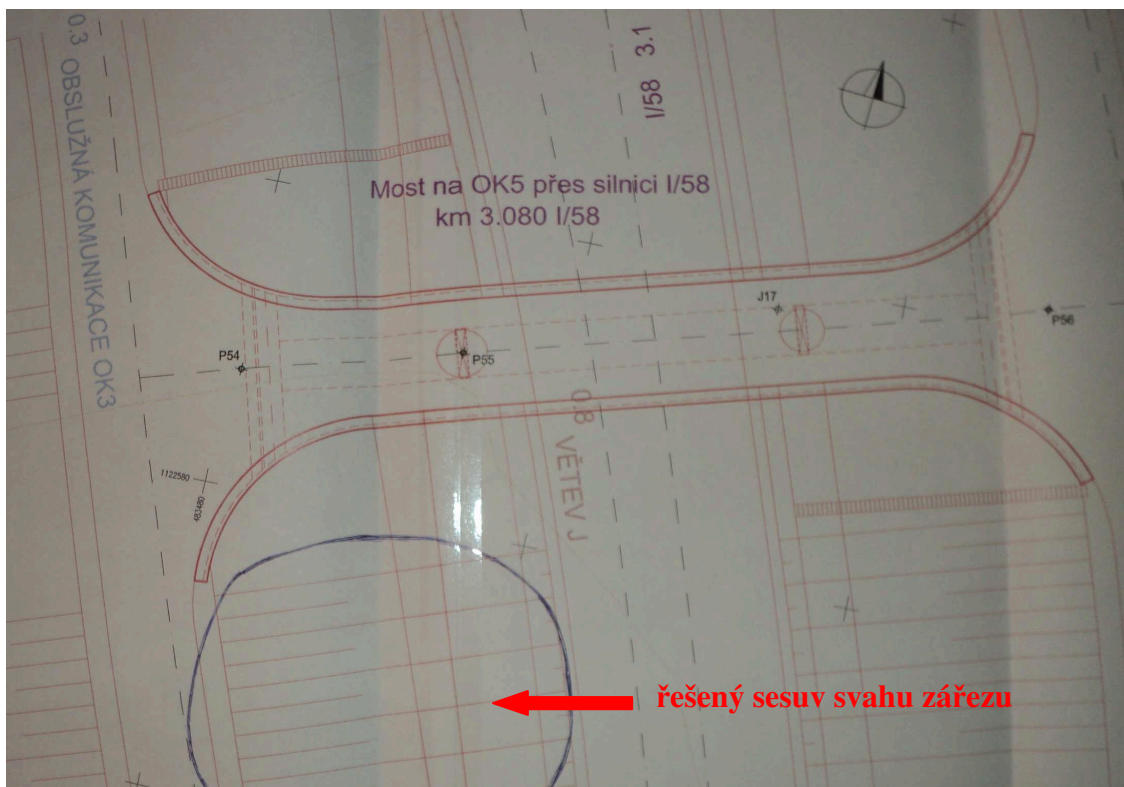 0.3 OBSLUŽNÁ KOMUNIKACE OK3
I/58 3.1
Most na OK5 přes silnici I/58
km 3.080 I/58
J17
P56
P54
P55
0.8 VĚTEV J
1122580
483480
řešený sesuv svahu zářezu